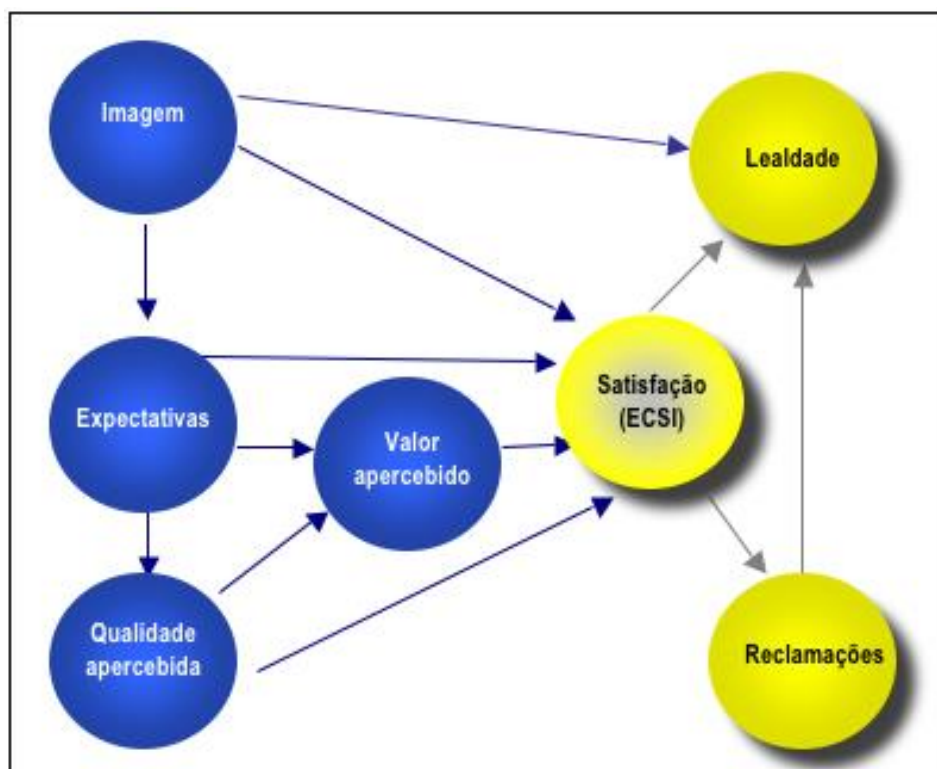 Imagem
Lealdade
Expectativas
Valor
apercebido
Satisfação
(ECSI)
Qualidade
apercebida
Reclamações